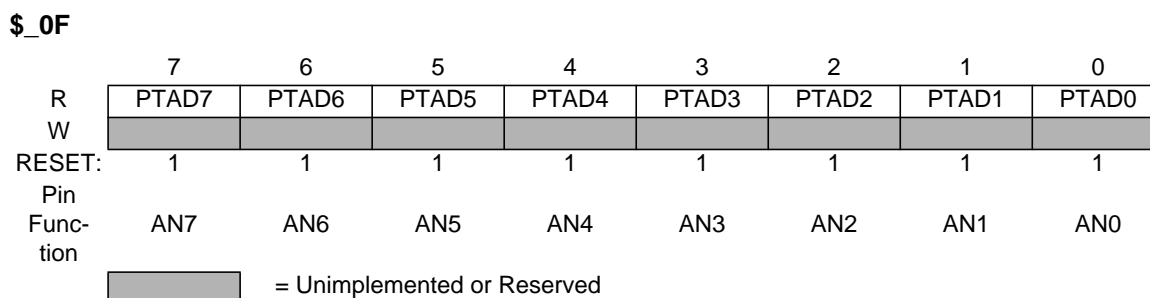 $_0F
7 6 5 4 3 2 1 0
R PTAD7 PTAD6 PTAD5 PTAD4 PTAD3 PTAD2 PTAD1 PTAD0
W
RESET: 1 1 1 1 1 1 1 1
Pin
Func- AN7 AN6 AN5 AN4 AN3 AN2 AN1 AN0
tion
= Unimplemented or Reserved